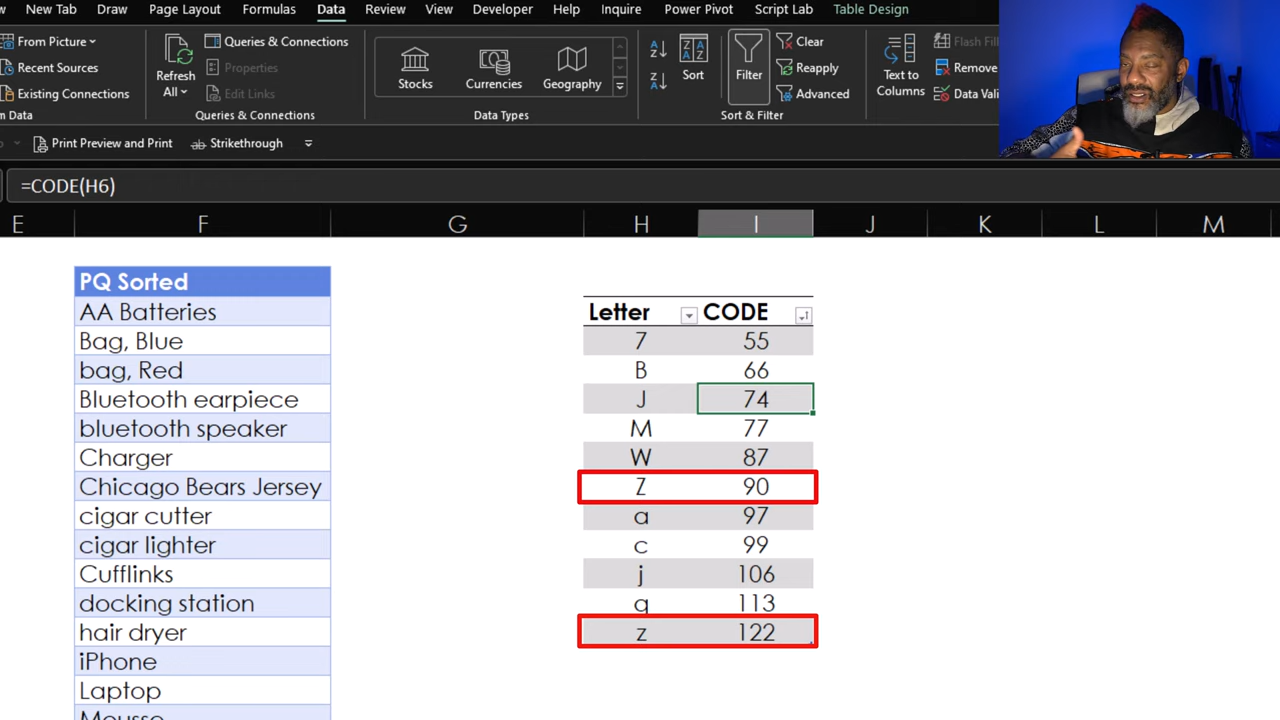 New Tab Draw Page Layout Formulas Data Review View Developer Help Inquire Power Pivot Script Lab Table Design
From Picture
Recent Sources
Existing Connections
Refresh All
Queries & Connections
Properties
Edit Links
Queries & Connections
Stocks Currencies Geography
Data Types
Sort
Filter
Clear
Reapply
Advanced
Sort & Filter
Text to Columns
Flash Fill
Remove
Data
Print Preview and Print Strikethrough
=CODE(H6)
E F G H I J K L M
PQ Sorted
AA Batteries
Bag, Blue
bag, Red
Bluetooth earpiece
bluetooth speaker
Charger
Chicago Bears Jersey
cigar cutter
cigar lighter
Cufflinks
docking station
hair dryer
iPhone
Laptop
Letter CODE
7 55
B 66
J 74
M 77
W 87
Z 90
a 97
c 99
j 106
q 113
z 122